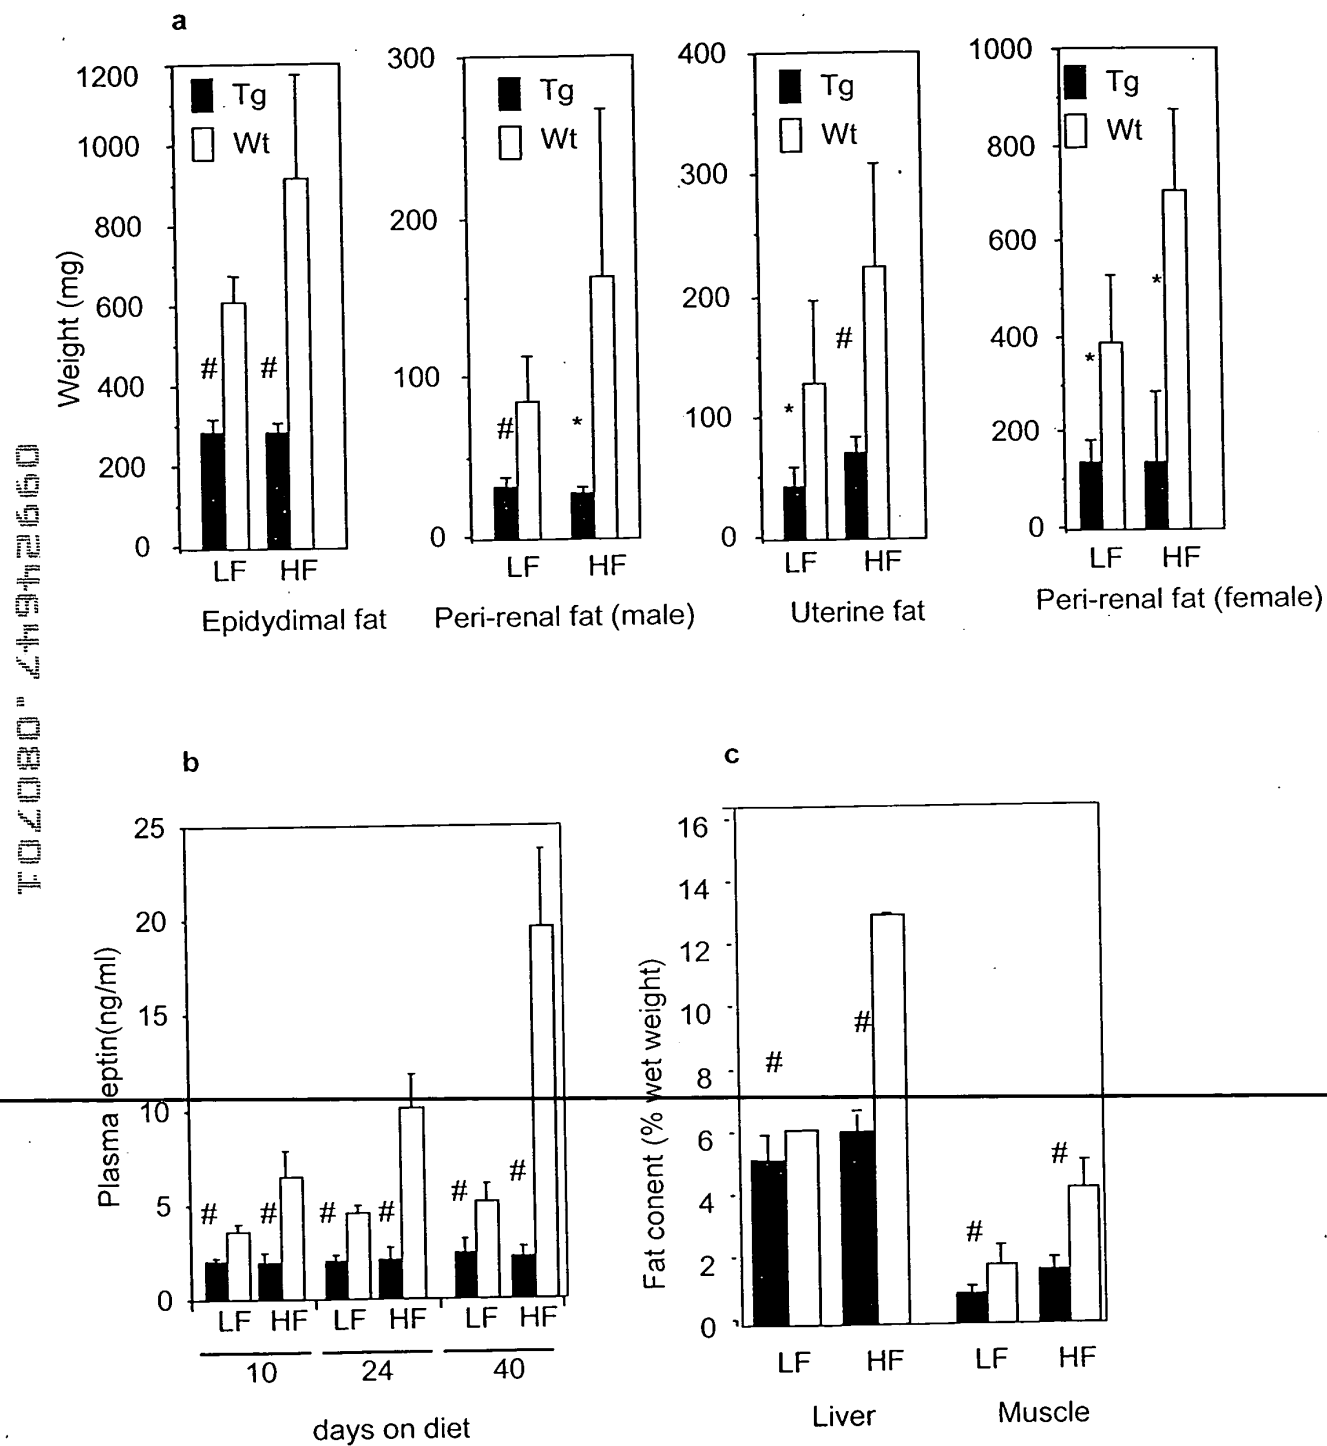 a
1200
1000
800
600
400
200
0
Weight (mg)
Tg
Wt
#
#
LF HF
Epidydimal fat
300
200
100
0
Tg
Wt
#
*
LF HF
Peri-renal fat (male)
400
300
200
100
0
Tg
Wt
*
#
LF HF
Uterine fat
1000
800
600
400
200
0
Tg
Wt
*
*
LF HF
Peri-renal fat (female)
09924647.080701
b
25
20
15
10
5
0
Plasma leptin(ng/ml)
# # # # # #
LF HF LF HF LF HF
10 24 40
days on diet
c
16
14
12
10
8
6
4
2
0
Fat conent (% wet weight)
# # # #
LF HF LF HF
Liver Muscle